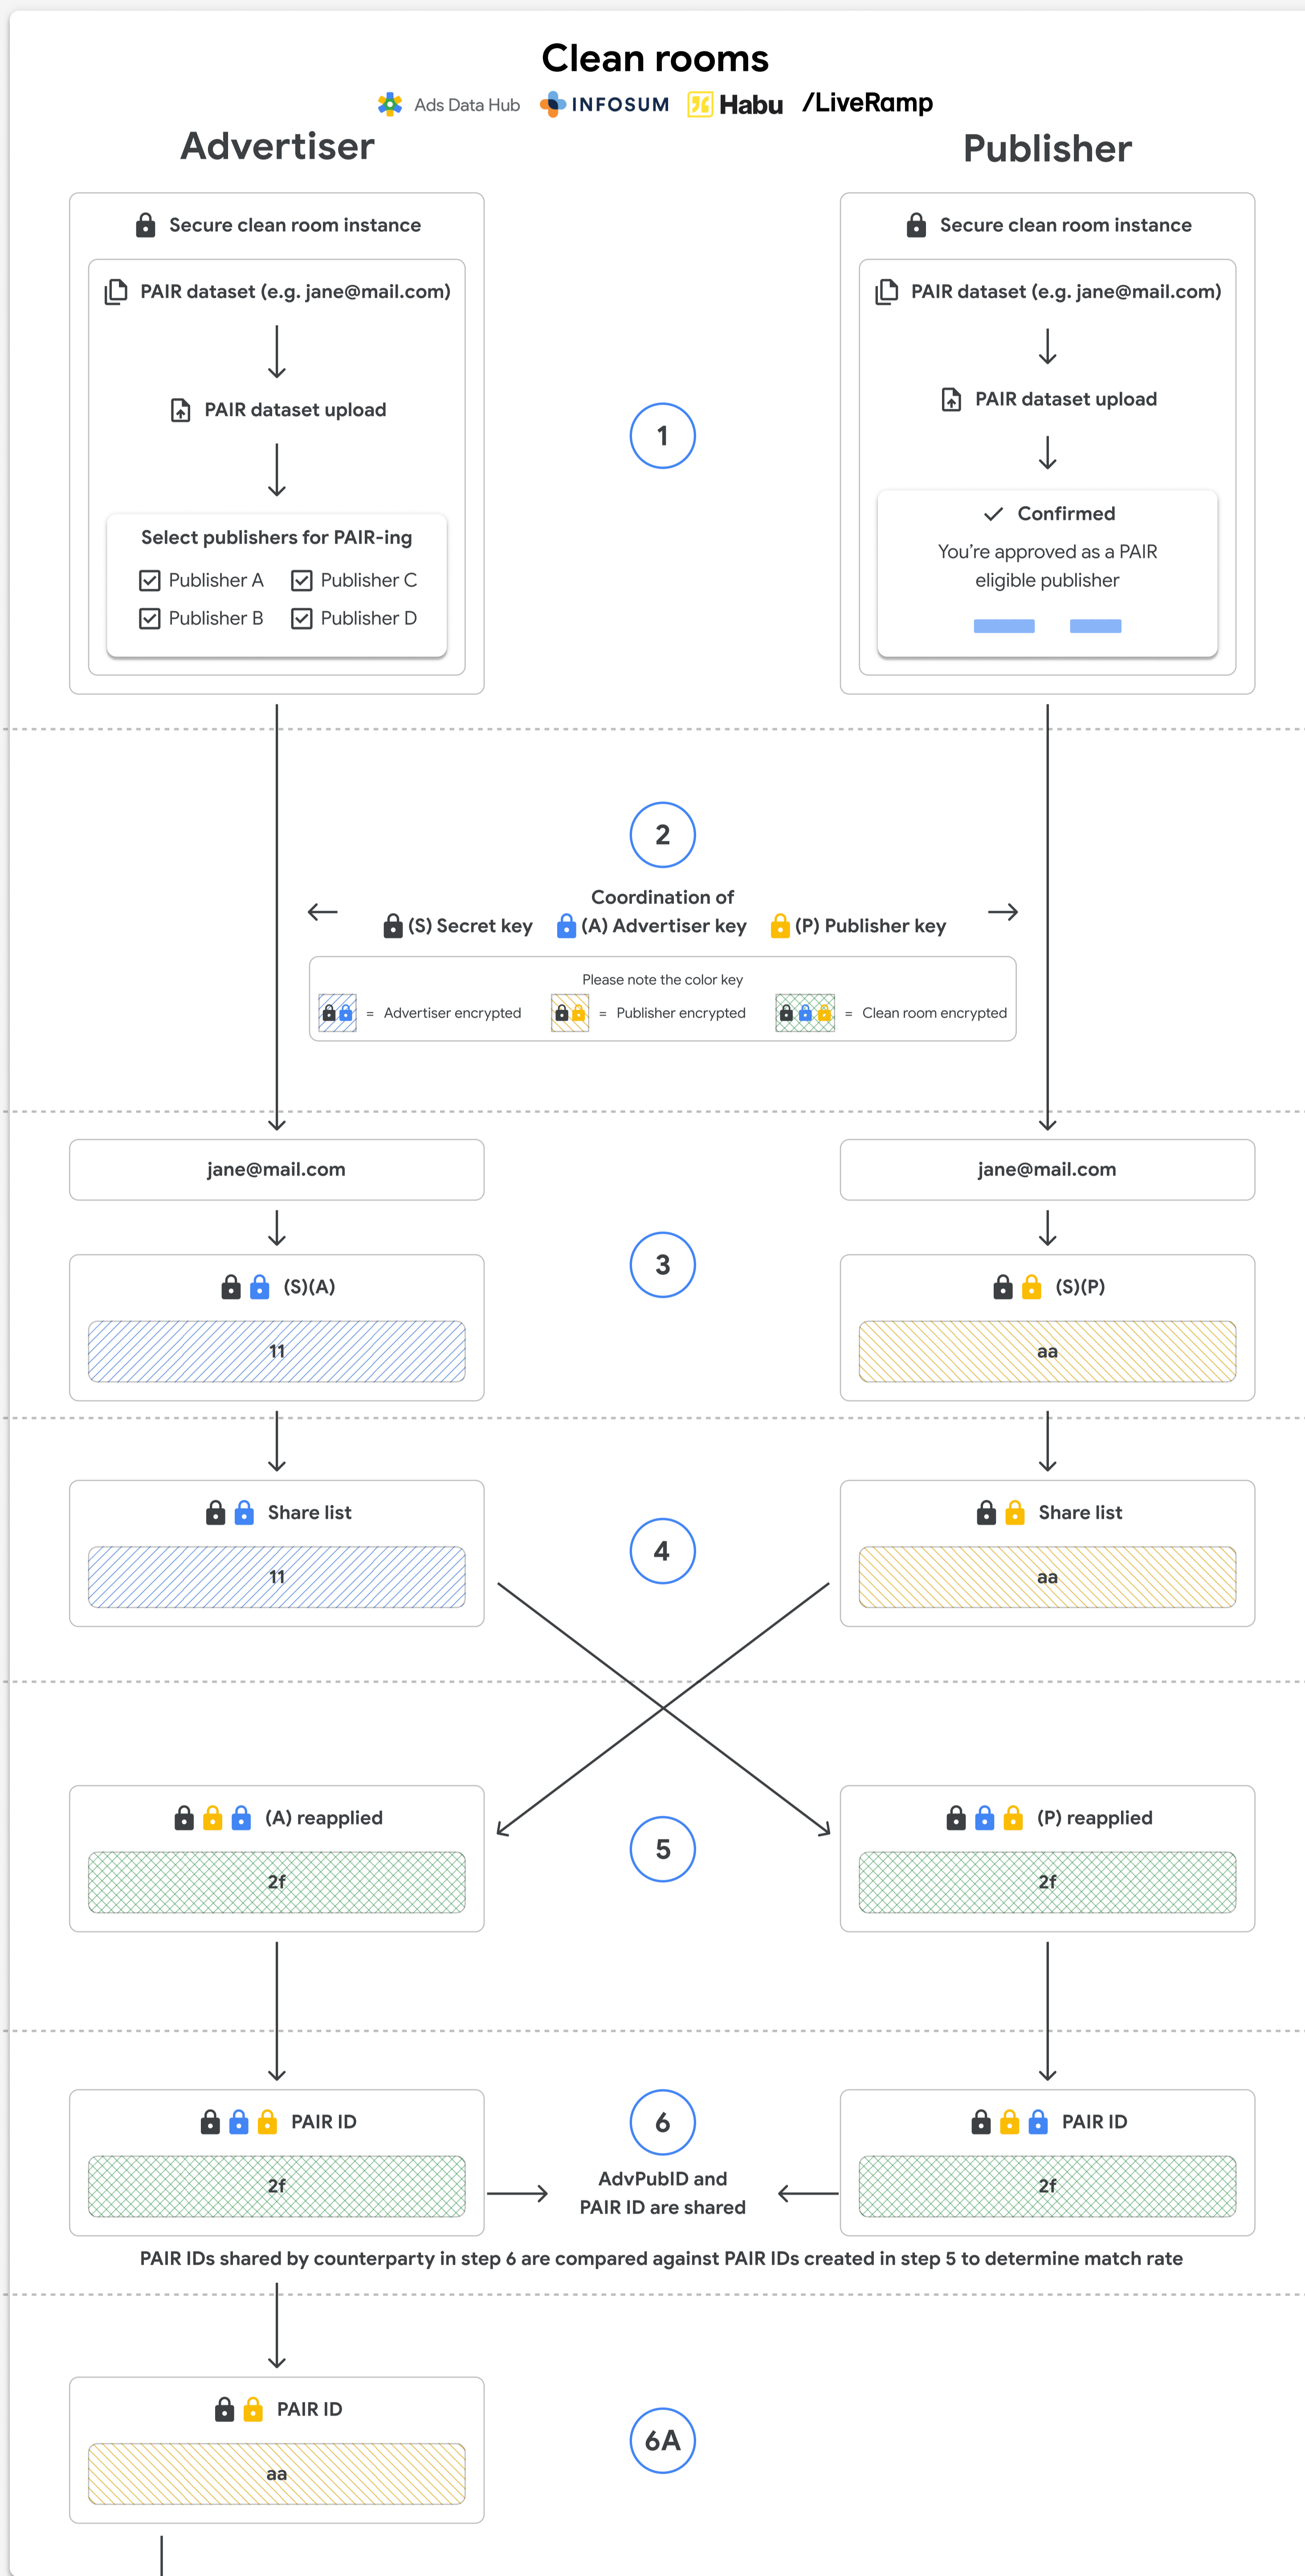 Clean rooms
Ads Data Hub INFOSUM Habu /LiveRamp
Advertiser
Publisher
Secure clean room instance
PAIR dataset (e.g. jane@mail.com)
PAIR dataset upload
Select publishers for PAIR-ing
Publisher A Publisher C
Publisher B Publisher D
1
Secure clean room instance
PAIR dataset (e.g. jane@mail.com)
PAIR dataset upload
Confirmed
You’re approved as a PAIR
eligible publisher
2
Coordination of
(S) Secret key (A) Advertiser key (P) Publisher key
Please note the color key
= Advertiser encrypted = Publisher encrypted = Clean room encrypted
jane@mail.com
jane@mail.com
3
(S)(A)
11
(S)(P)
aa
Share list
11
4
Share list
aa
(A) reapplied
2f
5
(P) reapplied
2f
PAIR ID
2f
6
AdvPubID and
PAIR ID are shared
PAIR ID
2f
PAIR IDs shared by counterparty in step 6 are compared against PAIR IDs created in step 5 to determine match rate
PAIR ID
aa
6A